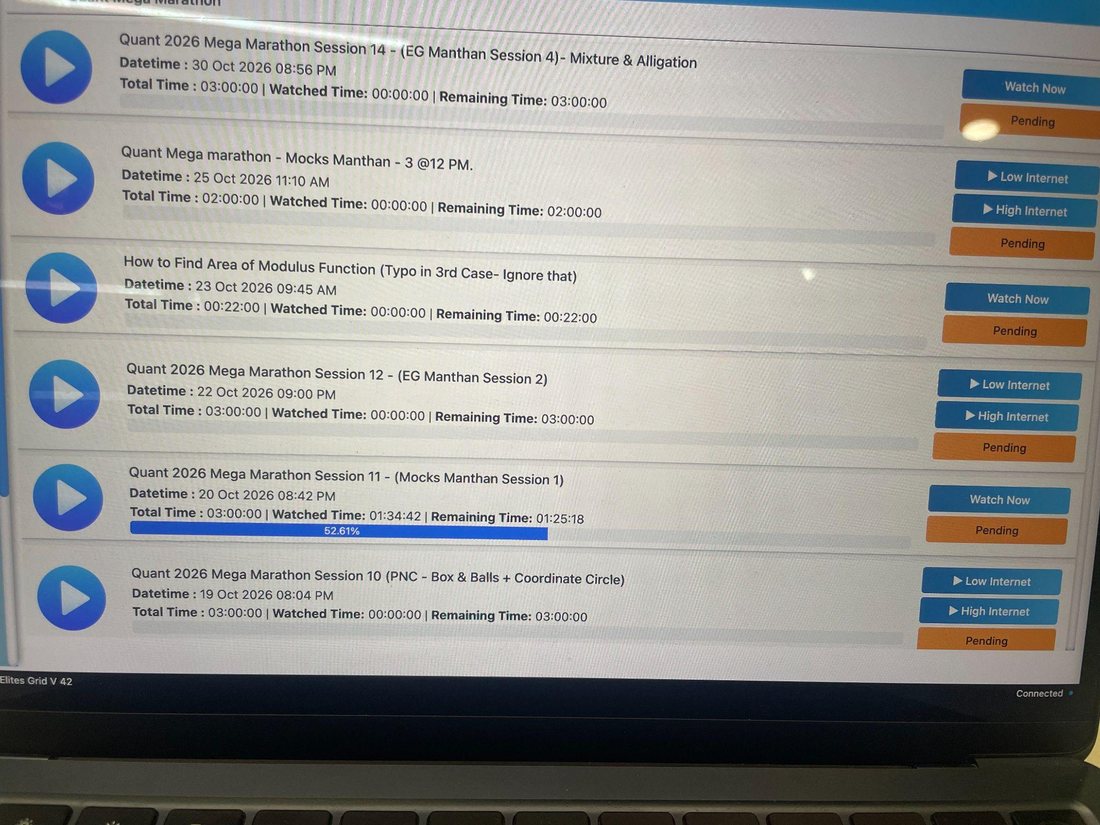 Quant Mega Marathon
Quant 2026 Mega Marathon Session 14 - (EG Manthan Session 4)- Mixture & Alligation
Datetime : 30 Oct 2026 08:56 PM
Total Time : 03:00:00 | Watched Time: 00:00:00 | Remaining Time: 03:00:00
Watch Now
Pending
Quant Mega marathon - Mocks Manthan - 3 @12 PM.
Datetime : 25 Oct 2026 11:10 AM
Total Time : 02:00:00 | Watched Time: 00:00:00 | Remaining Time: 02:00:00
Low Internet
High Internet
Pending
How to Find Area of Modulus Function (Typo in 3rd Case- Ignore that)
Datetime : 23 Oct 2026 09:45 AM
Total Time : 00:22:00 | Watched Time: 00:00:00 | Remaining Time: 00:22:00
Watch Now
Pending
Quant 2026 Mega Marathon Session 12 - (EG Manthan Session 2)
Datetime : 22 Oct 2026 09:00 PM
Total Time : 03:00:00 | Watched Time: 00:00:00 | Remaining Time: 03:00:00
Low Internet
High Internet
Pending
Quant 2026 Mega Marathon Session 11 - (Mocks Manthan Session 1)
Datetime : 20 Oct 2026 08:42 PM
Total Time : 03:00:00 | Watched Time: 01:34:42 | Remaining Time: 01:25:18
52.61%
Watch Now
Pending
Quant 2026 Mega Marathon Session 10 (PNC - Box & Balls + Coordinate Circle)
Datetime : 19 Oct 2026 08:04 PM
Total Time : 03:00:00 | Watched Time: 00:00:00 | Remaining Time: 03:00:00
Low Internet
High Internet
Pending
Elites Grid V 42
Connected